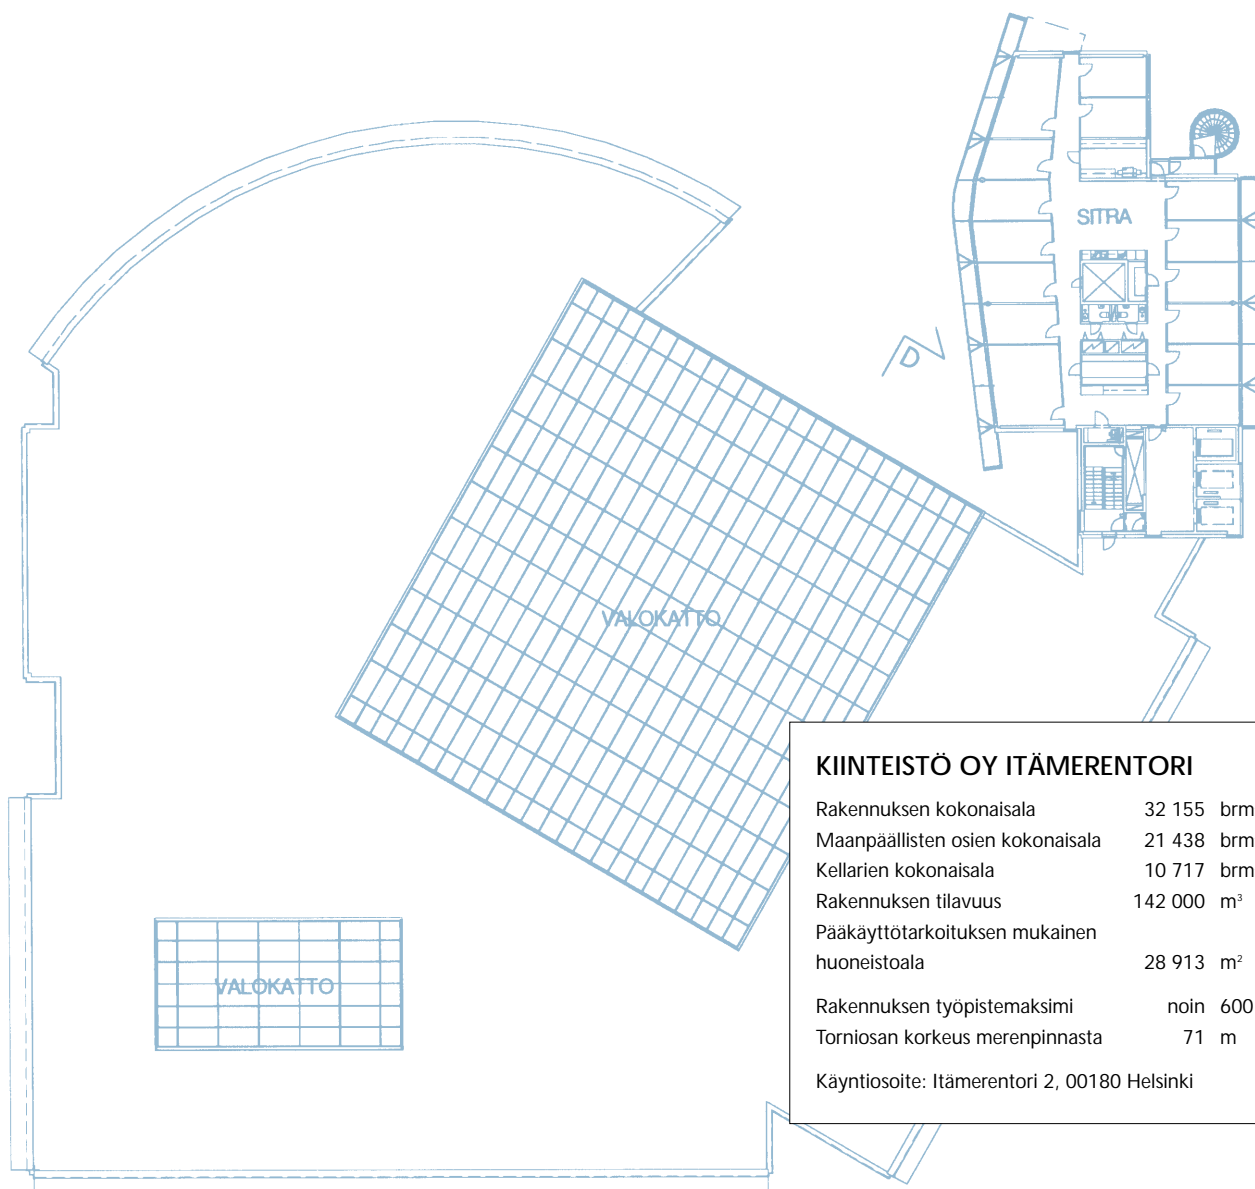 SITRA
D
VALOKATTO
VALOKATTO
KIINTEISTÖ OY ITÄMERENTORI
Rakennuksen kokonaisala 32 155 brm
Maanpäällisten osien kokonaisala 21 438 brm
Kellarien kokonaisala 10 717 brm
Rakennuksen tilavuus 142 000 m³
Pääkäyttötarkoituksen mukainen
huoneistoala 28 913 m²
Rakennuksen työpistemaksimi noin 600
Torniosan korkeus merenpinnasta 71 m
Käyntiosoite: Itämerentori 2, 00180 Helsinki